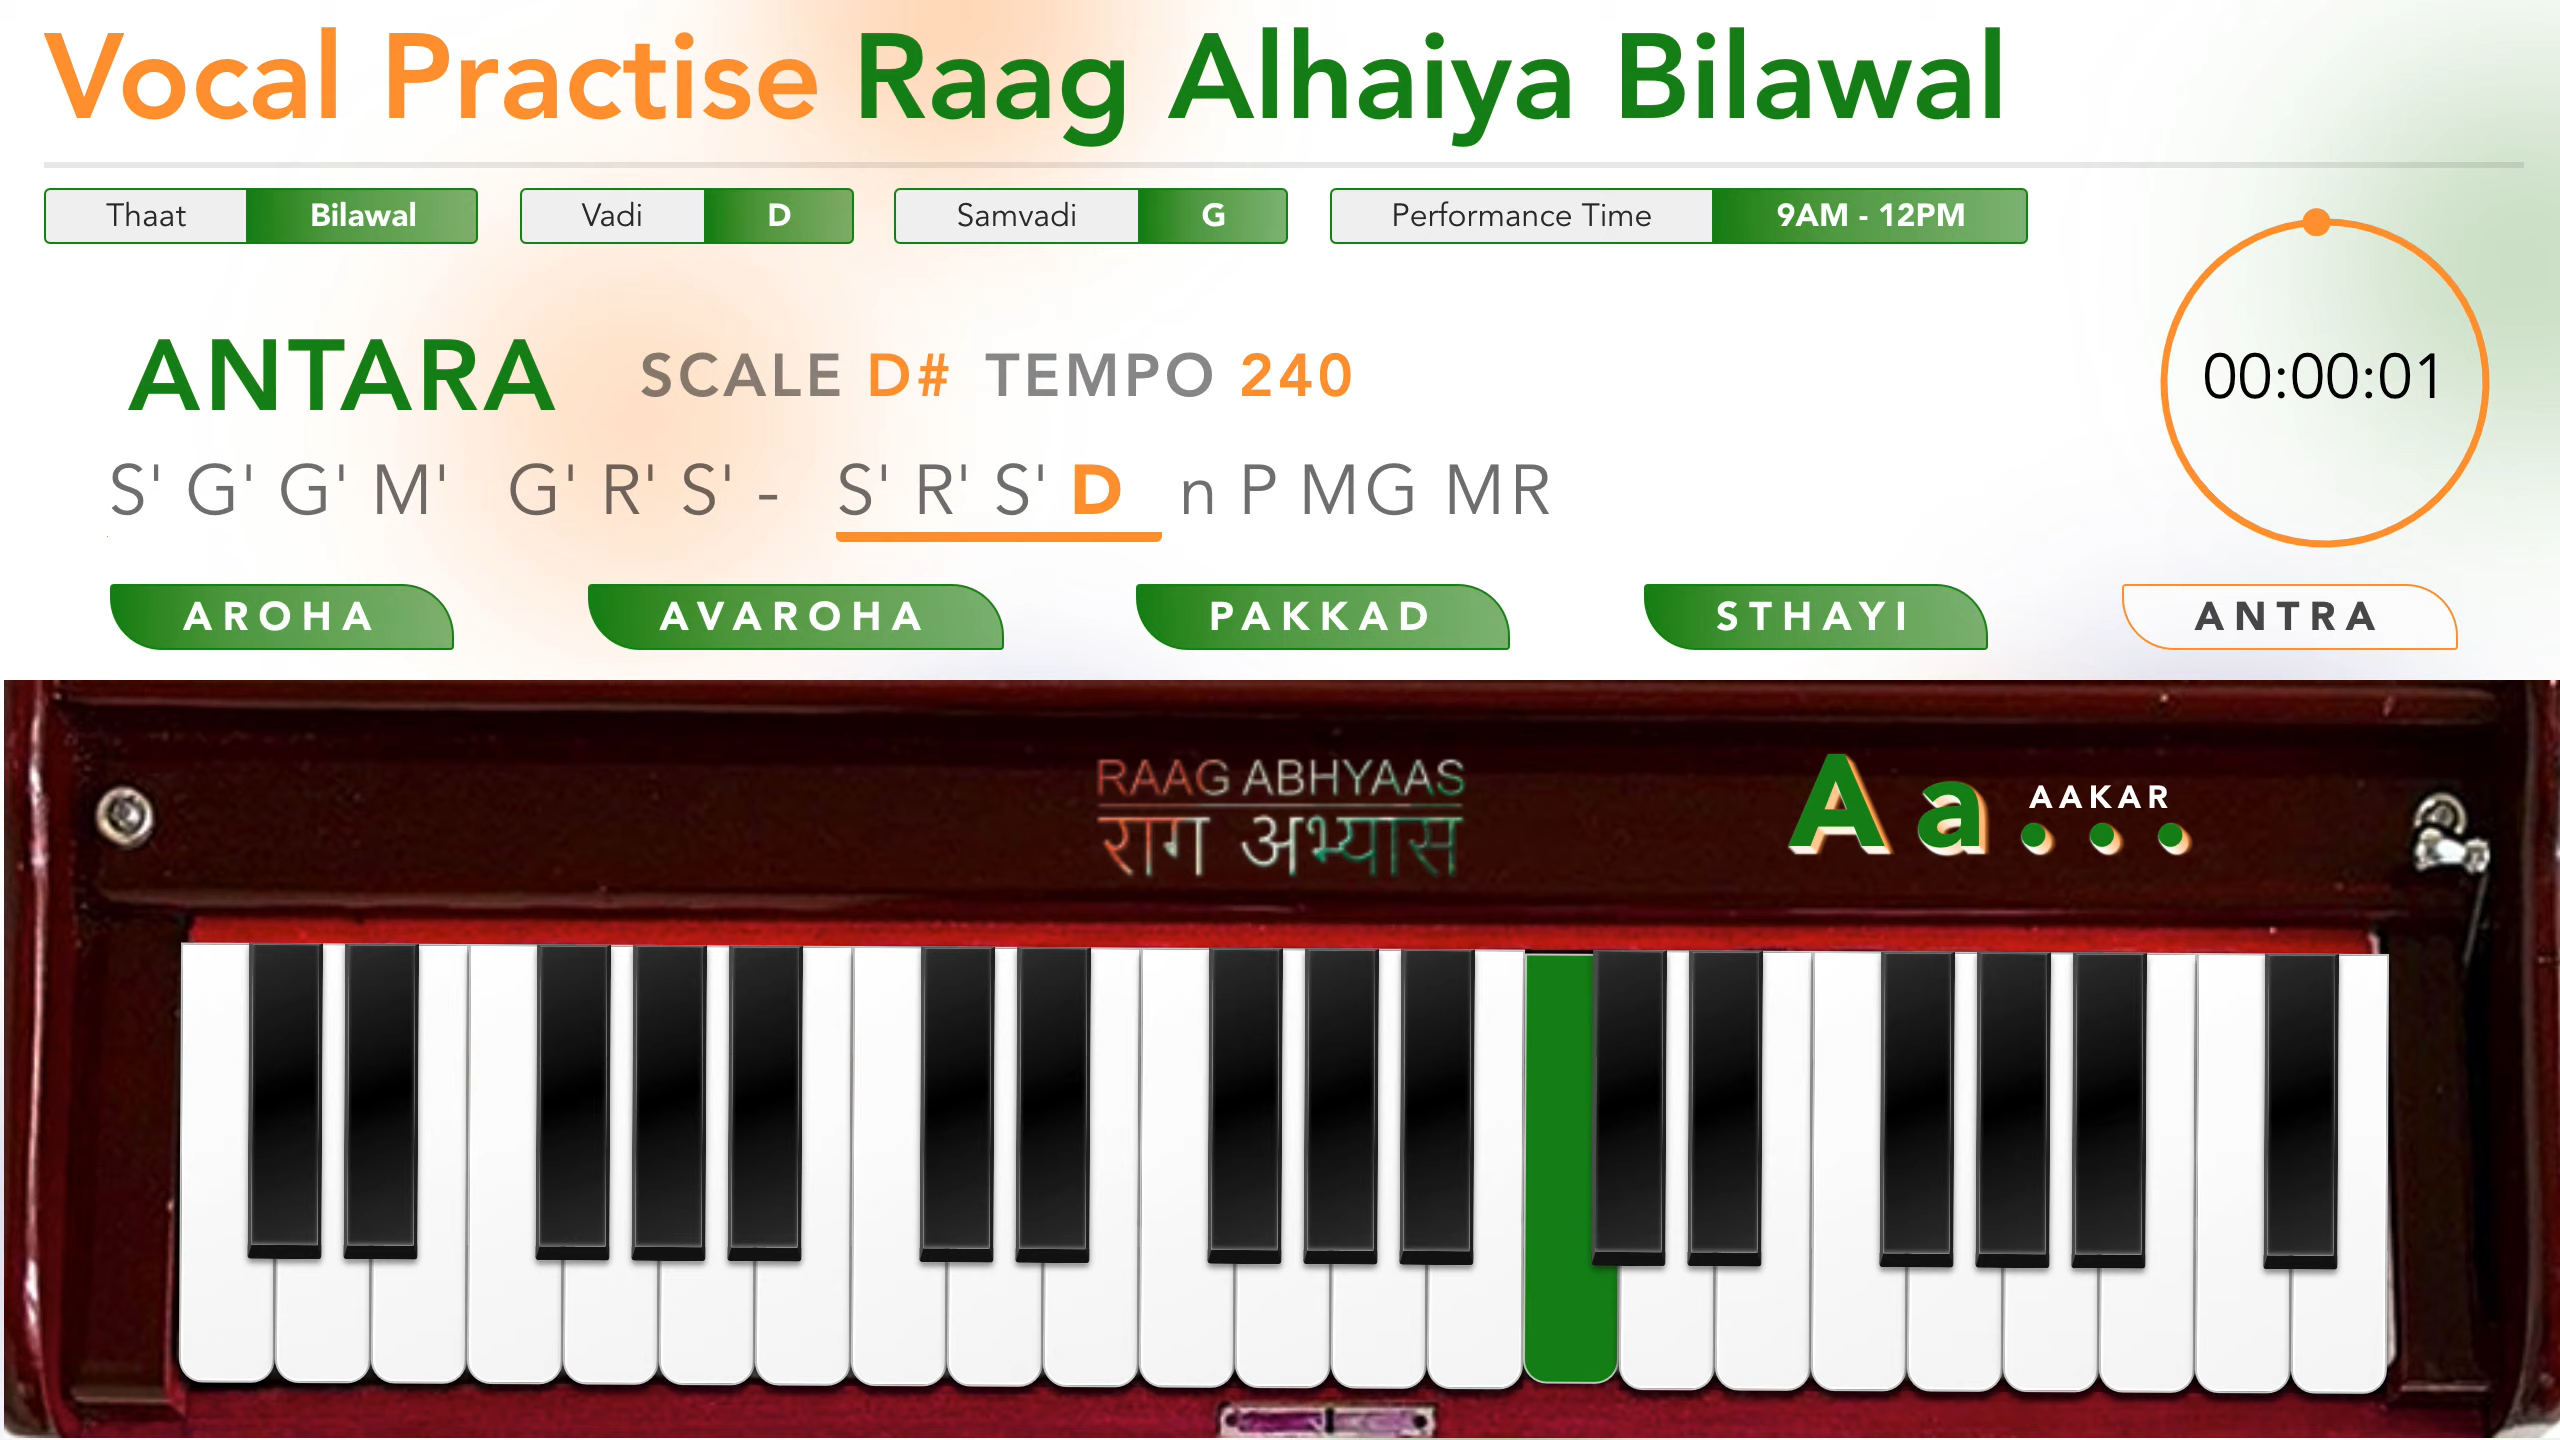 Vocal Practise Raag Alhaiya Bilawal
Thaat Bilawal Vadi D Samvadi G Performance Time 9AM - 12PM
ANTARA SCALE D# TEMPO 240
00:00:01
S' G' G' M' G' R' S' - S' R' S' D n P MG MR
AROHA AVAROHA PAKKAD STHAYI ANTRA
RAAG ABHYAAS
राग अभ्यास
Aa... AAKAR